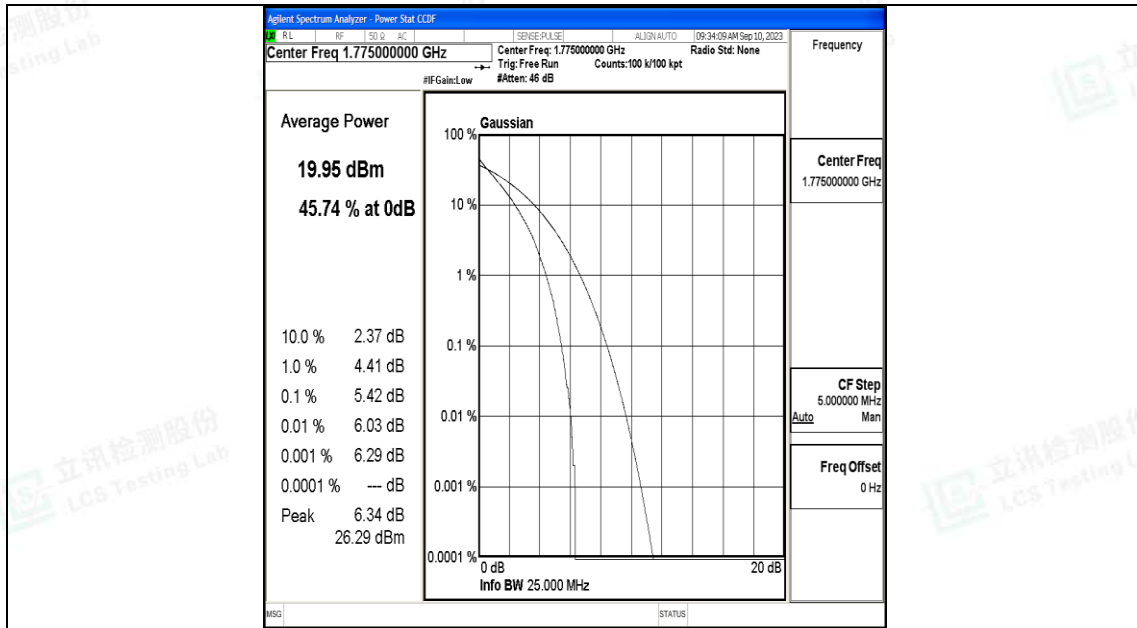 Agilent Spectrum Analyzer - Power Stat CCDF
RL RF 50 Ω AC SENSE:PULSE ALIGN AUTO 09:34:09 AM Sep 10, 2023
Center Freq 1.775000000 GHz
Center Freq: 1.775000000 GHz Radio Std: None
Trig: Free Run Counts:100 k/100 kpt
#IFGain:Low #Atten: 46 dB
Frequency
Average Power
19.95 dBm
45.74 % at 0dB
10.0 % 2.37 dB
1.0 % 4.41 dB
0.1 % 5.42 dB
0.01 % 6.03 dB
0.001 % 6.29 dB
0.0001 % --- dB
Peak 6.34 dB
26.29 dBm
Gaussian
100 %
10 %
1 %
0.1 %
0.01 %
0.001 %
0.0001 %
0 dB 20 dB
Info BW 25.000 MHz
Center Freq
1.775000000 GHz
CF Step
5.000000 MHz
Auto Man
Freq Offset
0 Hz
MSG STATUS
立讯检测股份
LCS Testing Lab
立讯检测股份